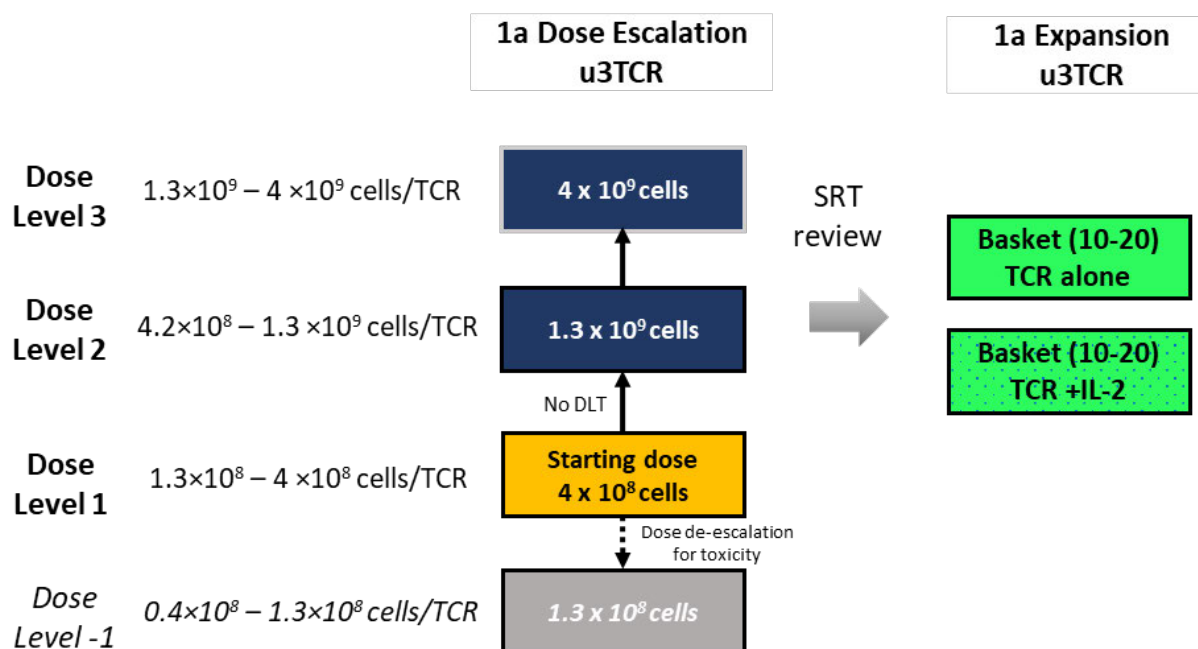 1a Dose Escalation
u3TCR
1a Expansion
u3TCR
Dose
Level 3
1.3×10⁹ – 4 ×10⁹ cells/TCR
4 x 10⁹ cells
SRT
review
Basket (10-20)
TCR alone
Dose
Level 2
4.2×10⁸ – 1.3 ×10⁹ cells/TCR
1.3 x 10⁹ cells
Basket (10-20)
TCR +IL-2
No DLT
Dose
Level 1
1.3×10⁸ – 4 ×10⁸ cells/TCR
Starting dose
4 x 10⁸ cells
Dose de-escalation
for toxicity
Dose
Level -1
0.4×10⁸ – 1.3×10⁸ cells/TCR
1.3 x 10⁸ cells